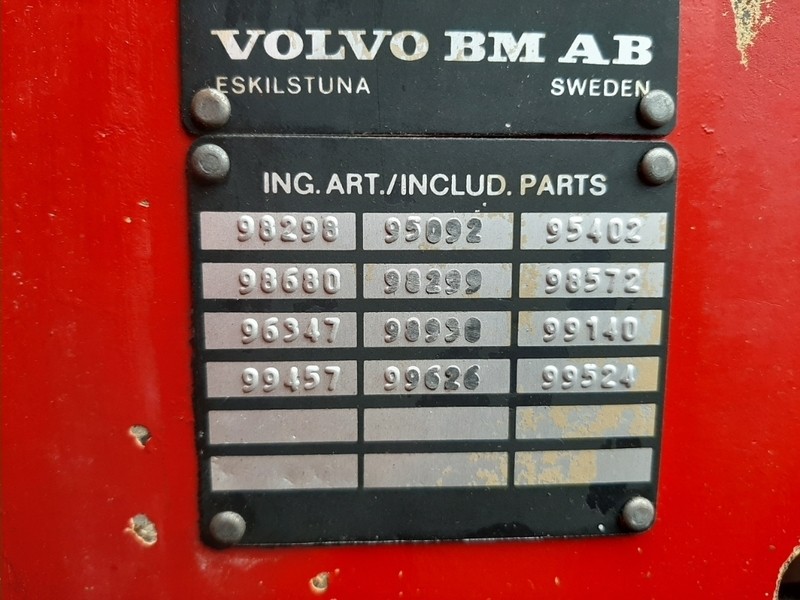 VOLVO BM AB
ESKILSTUNA SWEDEN
ING. ART./INCLUD. PARTS
98298 95092 95402
98680 98299 98572
96347 98938 99140
99457 99626 99524